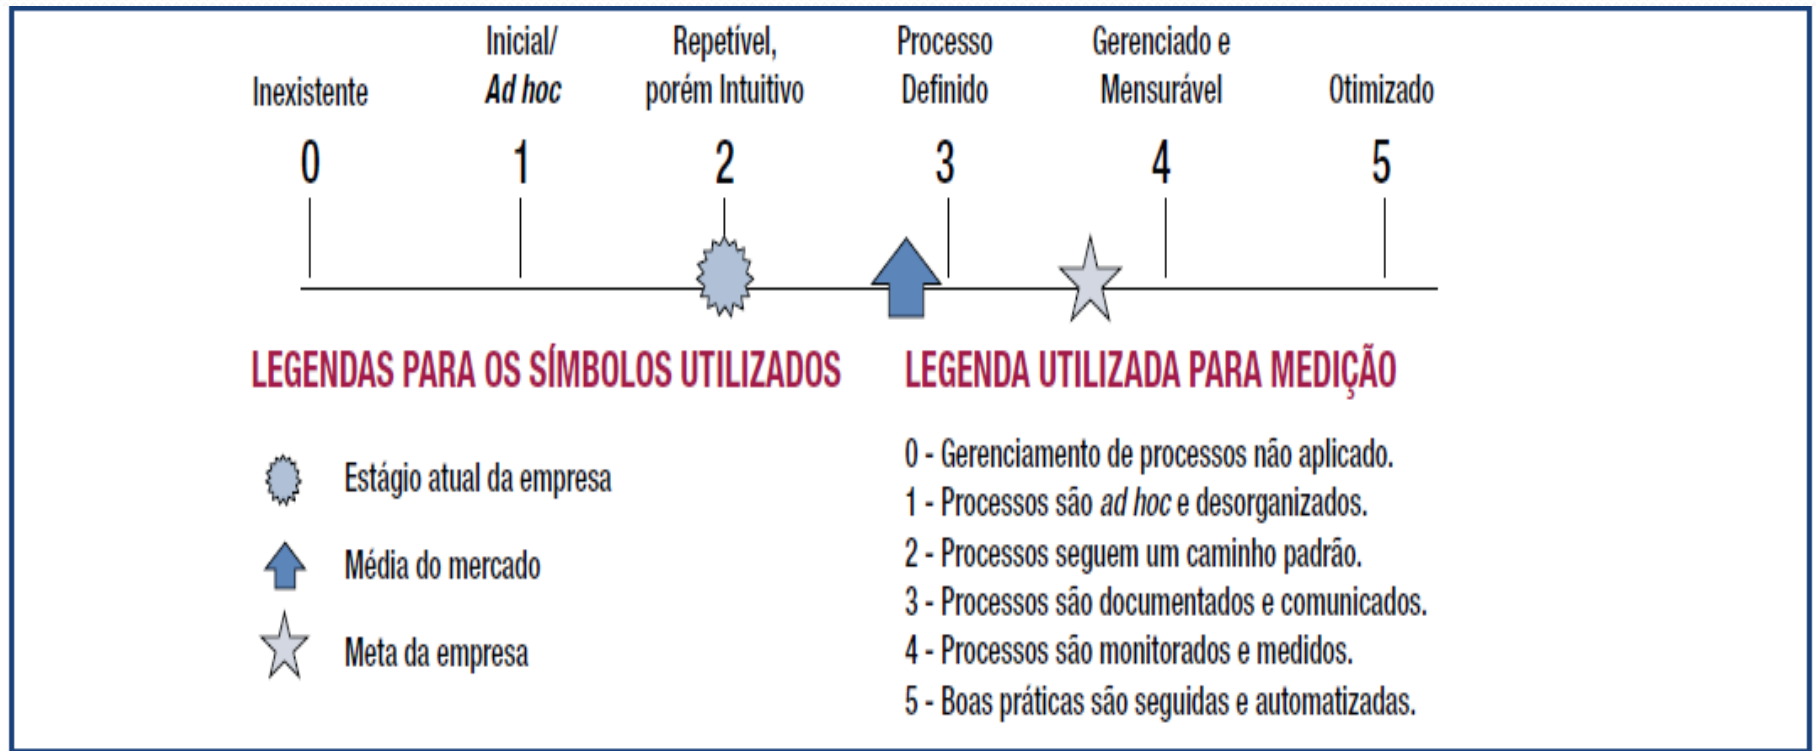 Inexistente
Inicial/
Ad hoc
Repetível,
porém Intuitivo
Processo
Definido
Gerenciado e
Mensurável
Otimizado
0 1 2 3 4 5
LEGENDAS PARA OS SÍMBOLOS UTILIZADOS
Estágio atual da empresa
Média do mercado
Meta da empresa
LEGENDA UTILIZADA PARA MEDIÇÃO
0 - Gerenciamento de processos não aplicado.
1 - Processos são ad hoc e desorganizados.
2 - Processos seguem um caminho padrão.
3 - Processos são documentados e comunicados.
4 - Processos são monitorados e medidos.
5 - Boas práticas são seguidas e automatizadas.